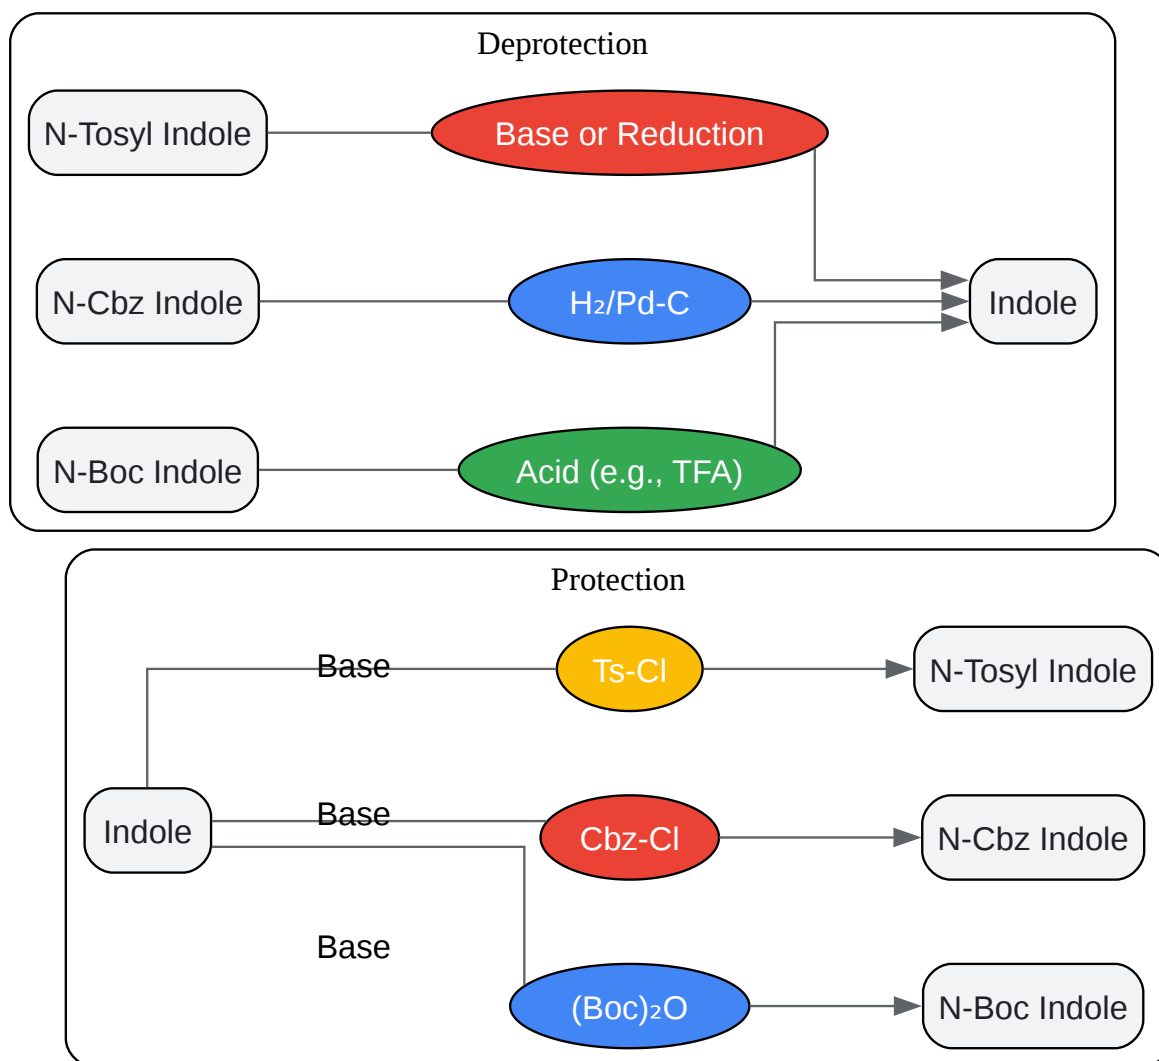 Deprotection
N-Tosyl Indole
Base or Reduction
N-Cbz Indole
H₂/Pd-C
Indole
N-Boc Indole
Acid (e.g., TFA)
Protection
Base
Ts-Cl
N-Tosyl Indole
Indole
Base
Cbz-Cl
N-Cbz Indole
Base
(Boc)₂O
N-Boc Indole